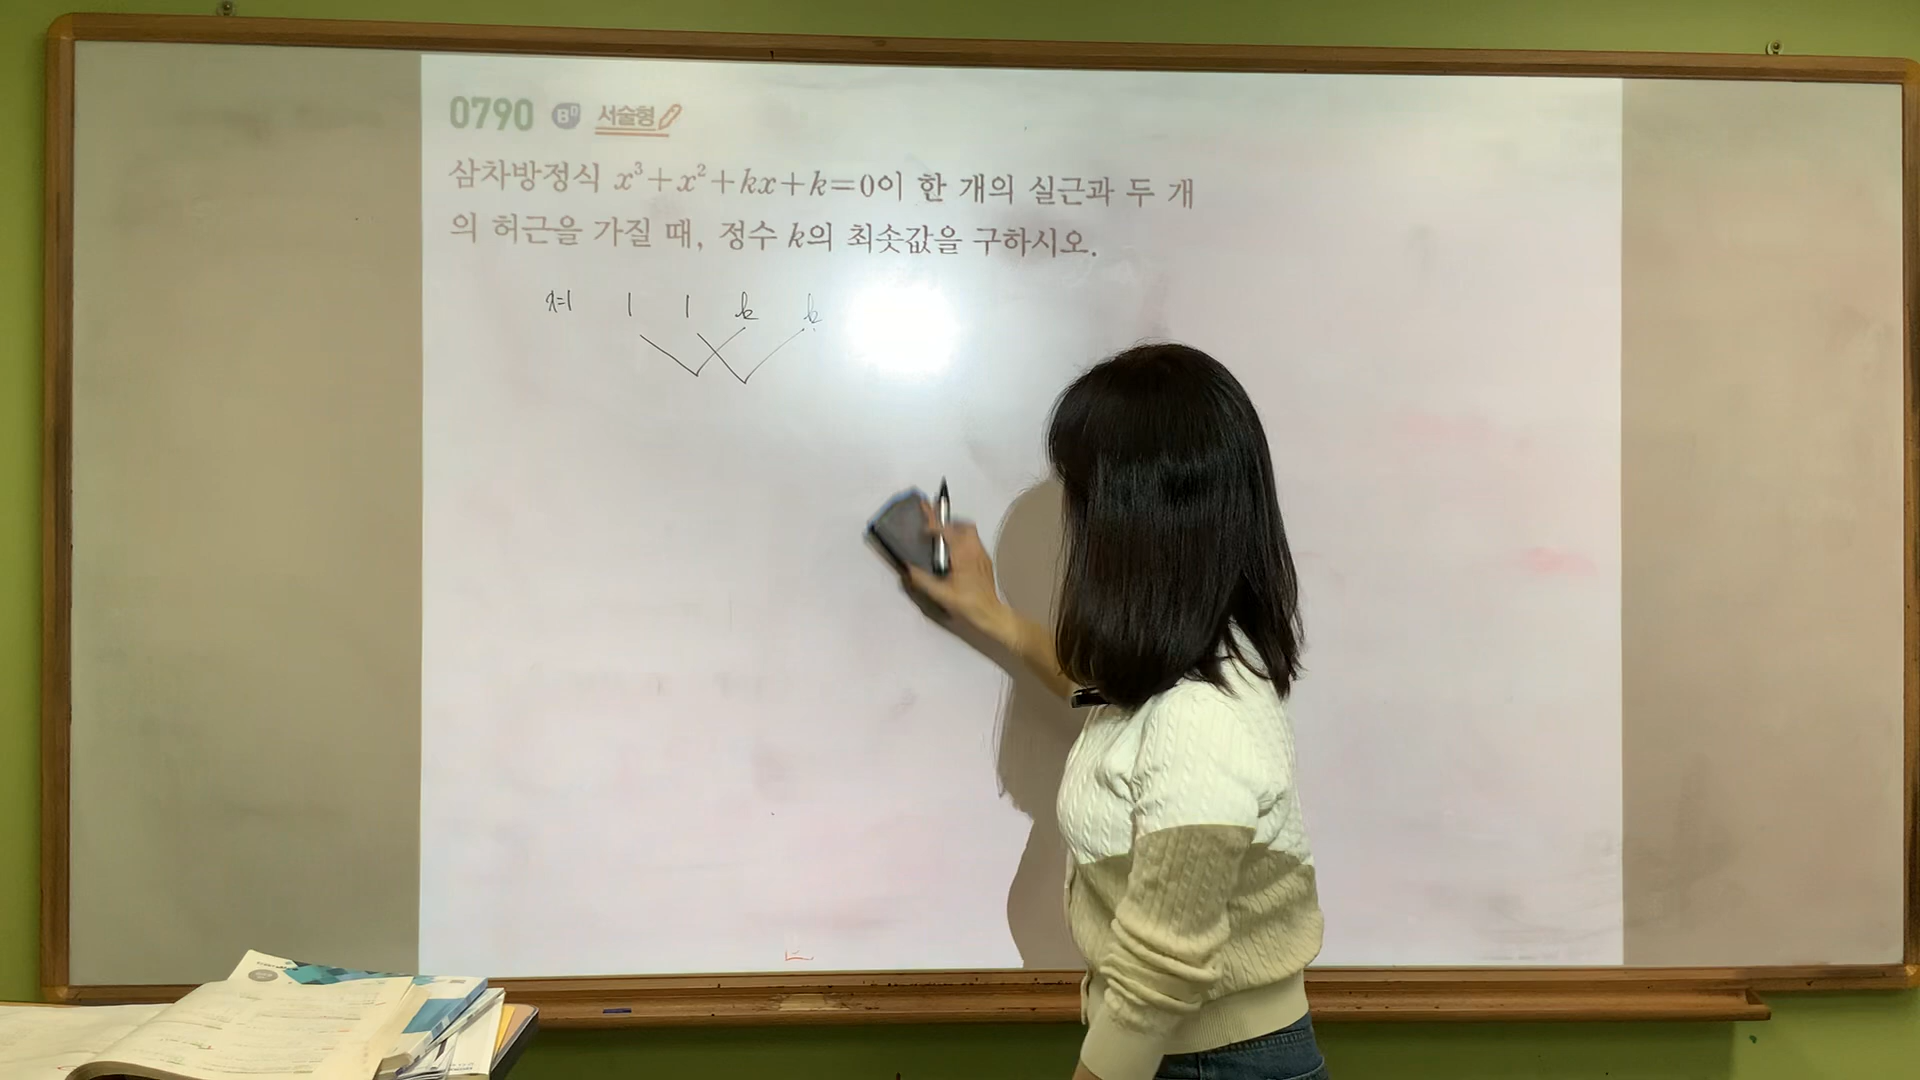 0790 서술형
삼차방정식 x³+x²+kx+k=0이 한 개의 실근과 두 개
의 허근을 가질 때, 정수 k의 최솟값을 구하시오.
x=1 1 1 k k